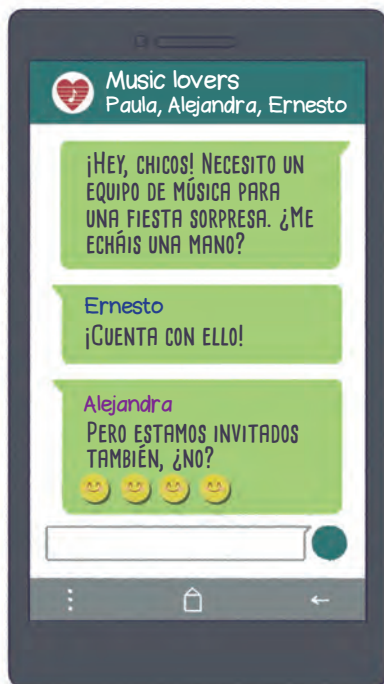 Music lovers
Paula, Alejandra, Ernesto
¡HEY, CHICOS! NECESITO UN
EQUIPO DE MÚSICA PARA
UNA FIESTA SORPRESA. ¿ME
ECHÁIS UNA MANO?
Ernesto
¡CUENTA CON ELLO!
Alejandra
PERO ESTAMOS INVITADOS
TAMBIÉN, ¿NO?